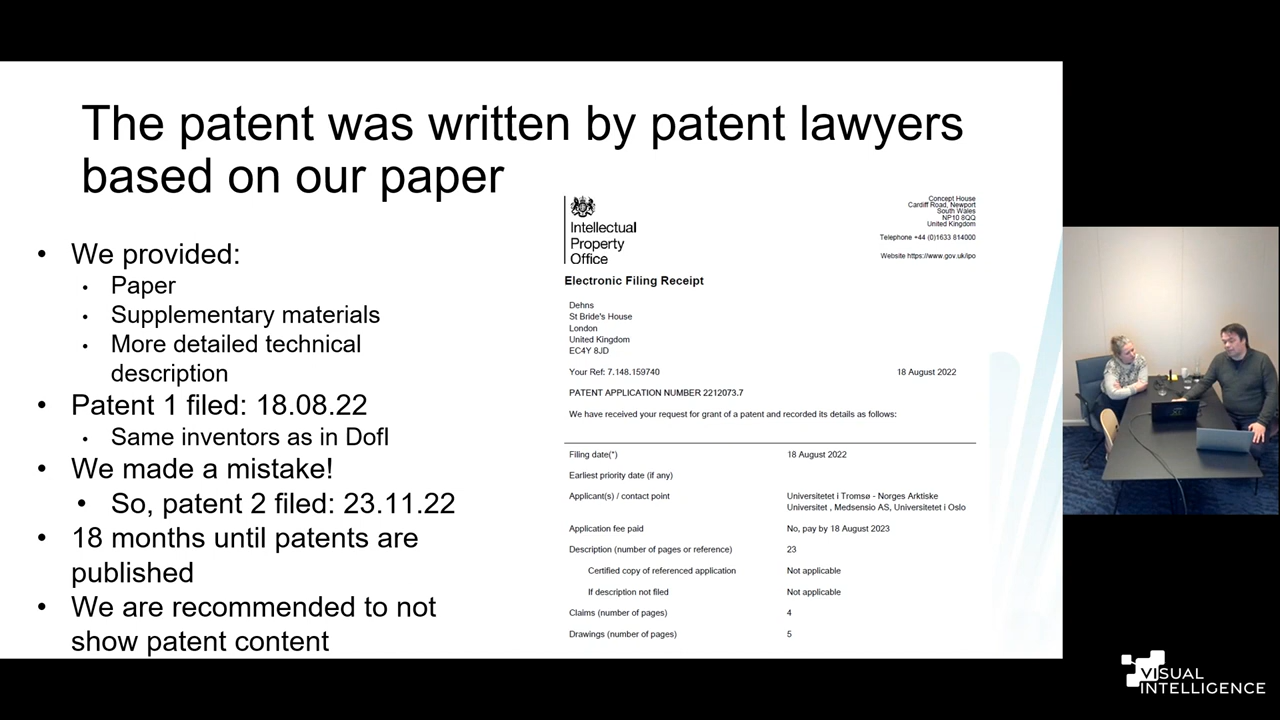 The patent was written by patent lawyers
based on our paper
• We provided:
• Paper
• Supplementary materials
• More detailed technical
description
• Patent 1 filed: 18.08.22
• Same inventors as in Dofl
• We made a mistake!
• So, patent 2 filed: 23.11.22
• 18 months until patents are
published
• We are recommended to not
show patent content
Intellectual
Property
Office
Concept House
Cardiff Road, Newport
South Wales
NP10 8QQ
United Kingdom
Telephone +44 (0)1633 814000
Website https://www.gov.uk/ipo
Electronic Filing Receipt
Dehns
St Bride's House
London
United Kingdom
EC4Y 8JD
Your Ref: 7.148.159740 18 August 2022
PATENT APPLICATION NUMBER 2212073.7
We have received your request for grant of a patent and recorded its details as follows:
Filing date(*) 18 August 2022
Earliest priority date (if any)
Applicant(s) / contact point Universitetet i Tromsø - Norges Arktiske
Universitet , Medsensio AS, Universitetet i Oslo
Application fee paid No, pay by 18 August 2023
Description (number of pages or reference) 23
Certified copy of referenced application Not applicable
If description not filed Not applicable
Claims (number of pages) 4
Drawings (number of pages) 5
VISUAL
INTELLIGENCE